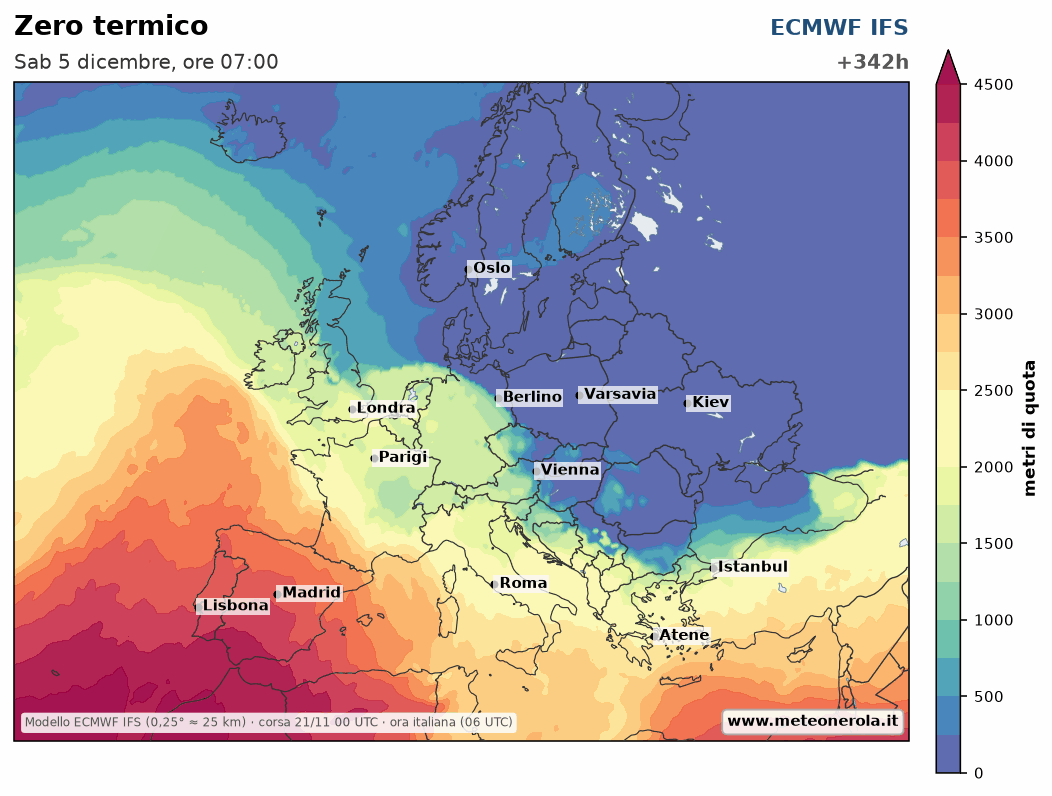 Zero termico
ECMWF IFS
Sab 5 dicembre, ore 07:00
+342h
4500
4000
3500
3000
2500
2000
1500
1000
500
0
metri di quota
Oslo
Berlino
Varsavia
Kiev
Londra
Parigi
Vienna
Istanbul
Roma
Madrid
Lisbona
Atene
Modello ECMWF IFS (0,25° ≈ 25 km) · corsa 21/11 00 UTC · ora italiana (06 UTC)
www.meteonerola.it